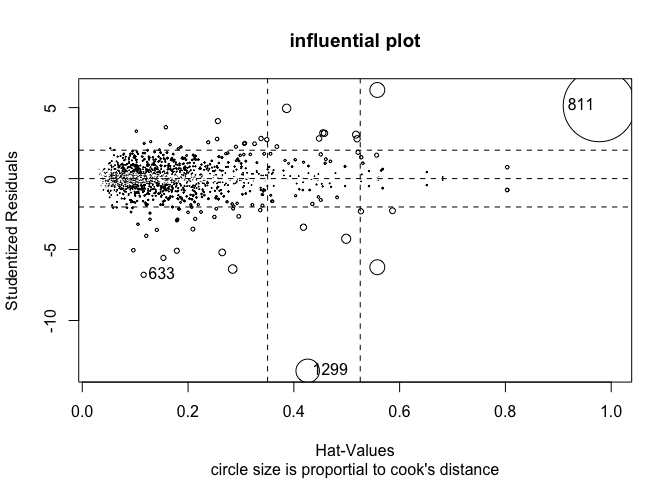 influential plot
Studentized Residuals
5
0
-5
-10
811
633
1299
0.0 0.2 0.4 0.6 0.8 1.0
Hat-Values
circle size is proportial to cook's distance